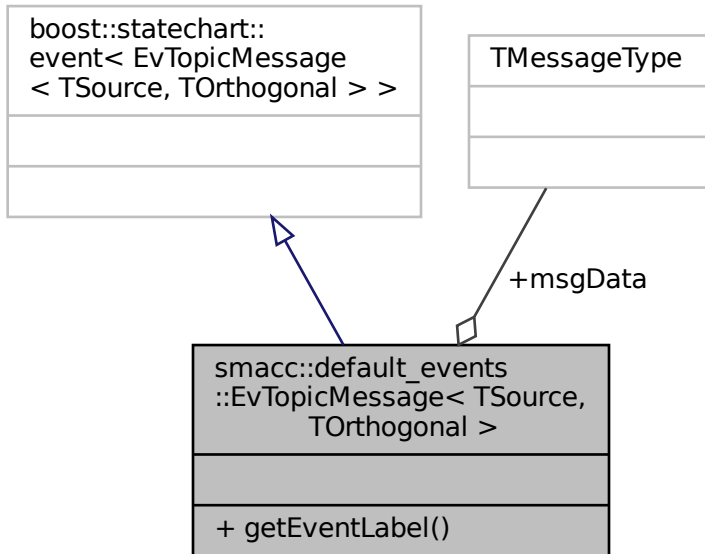 boost::statechart::
event< EvTopicMessage
< TSource, TOrthogonal > >
TMessageType
+msgData
smacc::default_events
::EvTopicMessage< TSource,
TOrthogonal >
+ getEventLabel()